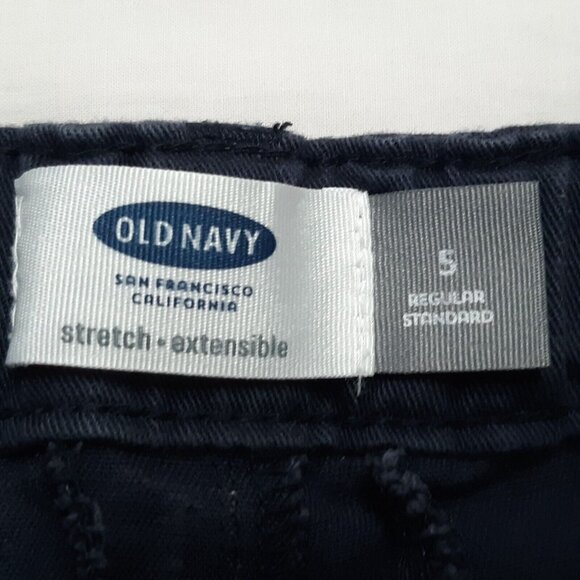 OLD NAVY
SAN FRANCISCO
CALIFORNIA
stretch • extensible
5
REGULAR
STANDARD